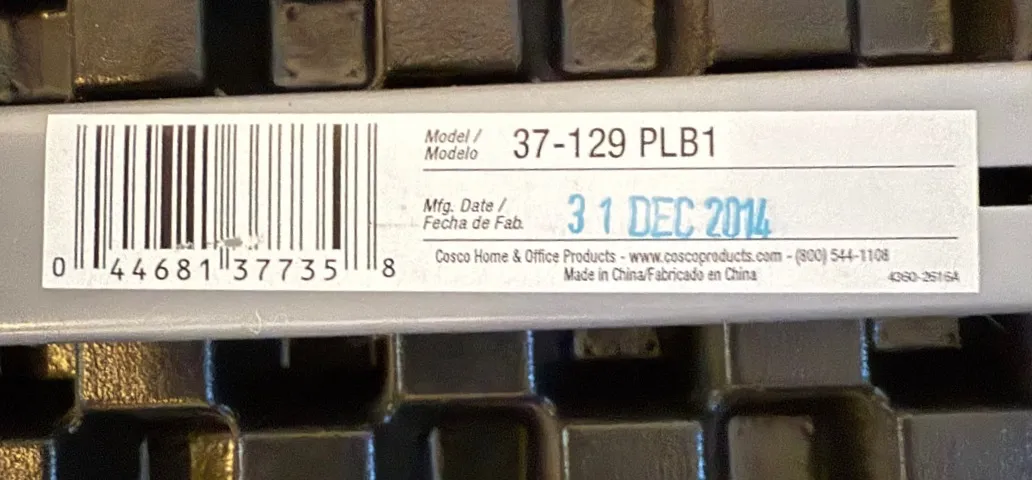 Model / Modelo 37-129 PLB1
Mfg. Date / Fecha de Fab. 31 DEC 2014
Cosco Home & Office Products - www.coscoproducts.com - (800) 544-1108
Made in China/Fabricado en China
4360-2616A
0 44681 37735 8